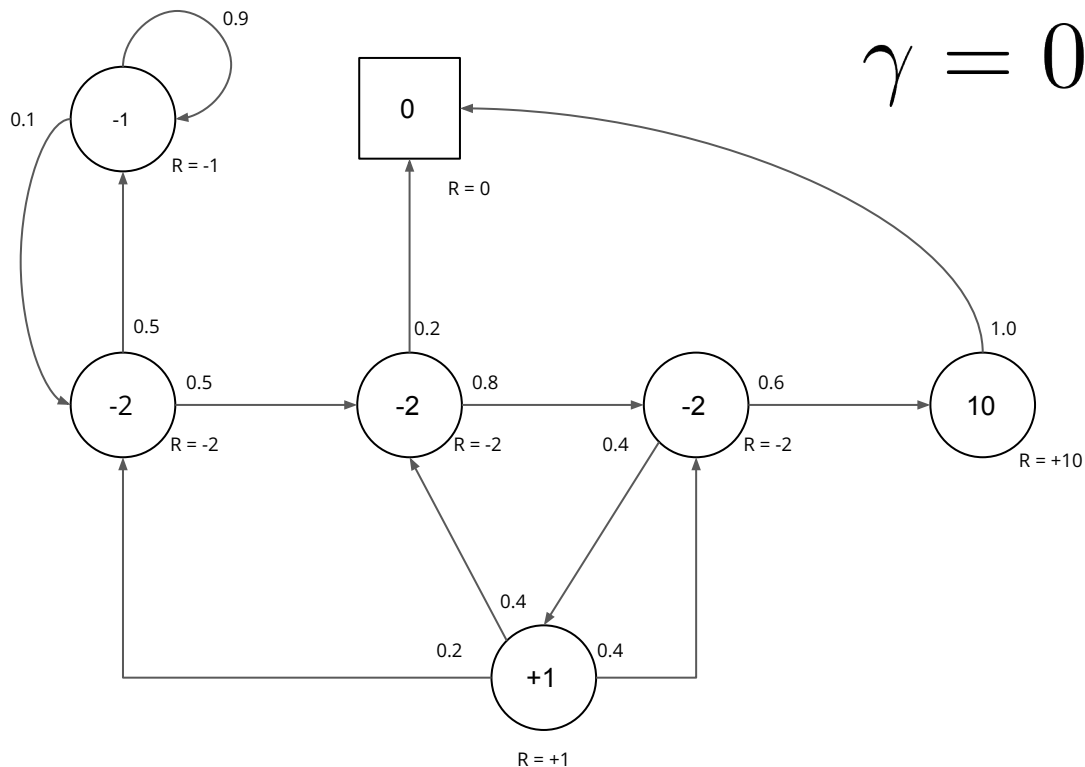 0.9
γ = 0
0.1
-1
0
R = -1
R = 0
0.5
0.2
1.0
0.5
0.8
0.6
-2
-2
-2
10
R = -2
R = -2
0.4
R = -2
R = +10
0.4
0.2
0.4
+1
R = +1